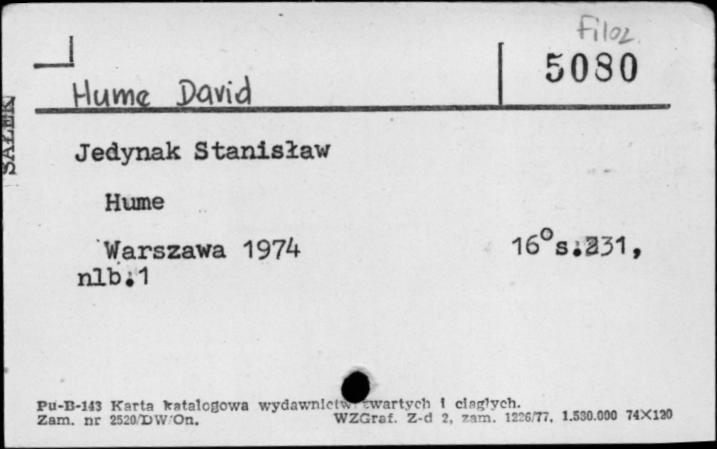 Filoz.
5080
Hume David
Jedynak Stanisław
Hume
Warszawa 1974 16° s. 231,
nlb. 1
Pu-B-143 Karta katalogowa wydawnictw zwartych i ciągłych.
Zam. nr 2520/DW/On. WZGraf. Z-d 2, zam. 1226/77, 1.530.000 74X120